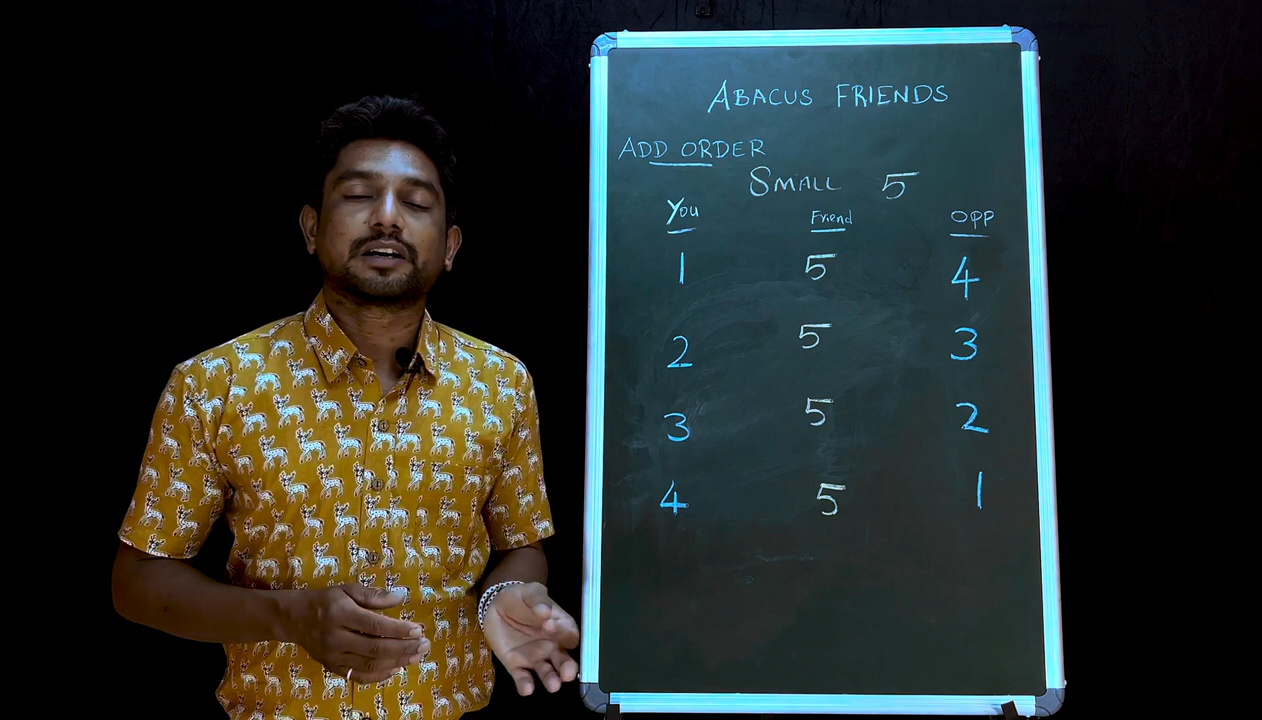 ABACUS FRIENDS
ADD ORDER
SMALL 5
You Friend OPP
1 5 4
2 5 3
3 5 2
4 5 1